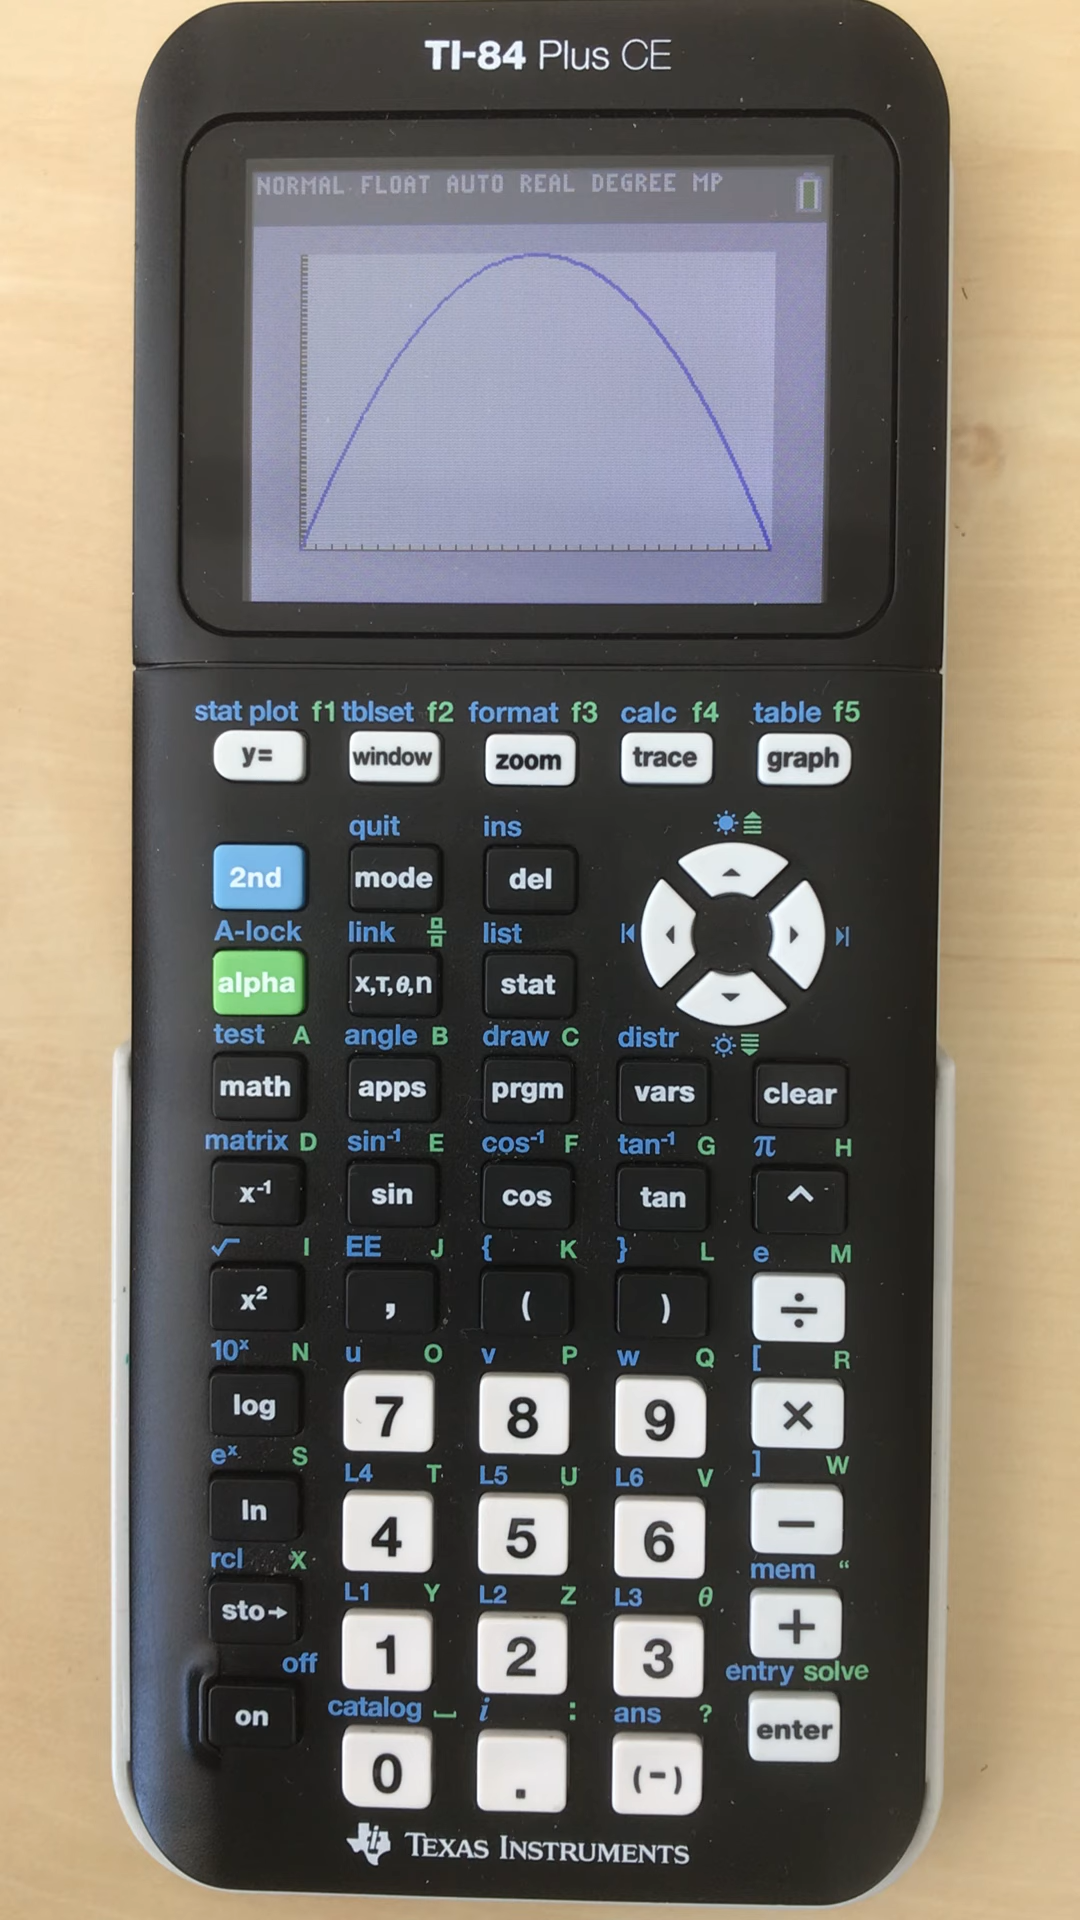 TI-84 Plus CE
NORMAL FLOAT AUTO REAL DEGREE MP
stat plot f1 tblset f2 format f3 calc f4 table f5
y= window zoom trace graph
quit ins
2nd mode del
A-lock link list
alpha X,T,θ,n stat
test A angle B draw C distr
math apps prgm vars clear
matrix D sin-1 E cos-1 F tan-1 G π H
x-1 sin cos tan ^
√ I EE J { K } L e M
x² , ( ) ÷
10x N u O v P w Q [ R
log 7 8 9 ×
ex S L4 T L5 U L6 V ] W
ln 4 5 6 −
rcl X L1 Y L2 Z L3 θ mem “
sto→ 1 2 3 +
off catalog ⎵ i : ans ? entry solve
on 0 . (-) enter
TEXAS INSTRUMENTS